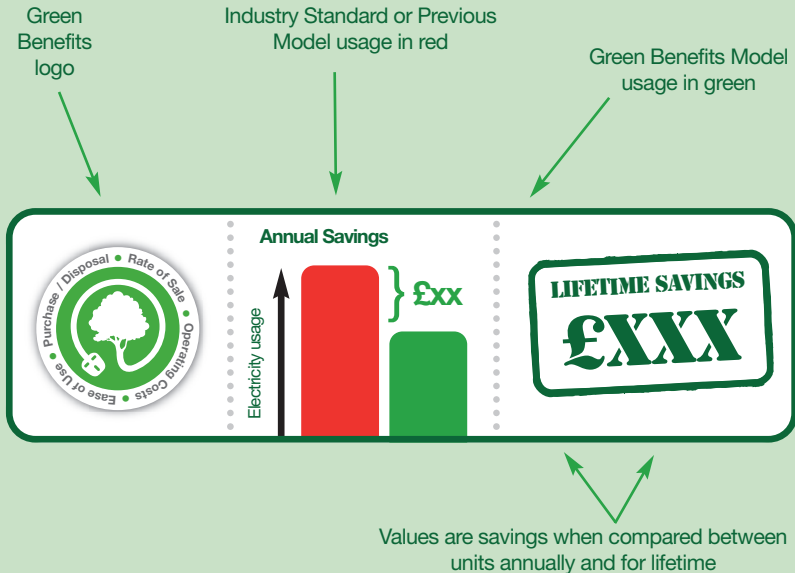 Green
Benefits
logo
Industry Standard or Previous
Model usage in red
Green Benefits Model
usage in green
Purchase / Disposal • Rate of Sale • Operating Costs • Ease of Use •
Annual Savings
Electricity usage
} £xx
LIFETIME SAVINGS
£XXX
Values are savings when compared between
units annually and for lifetime